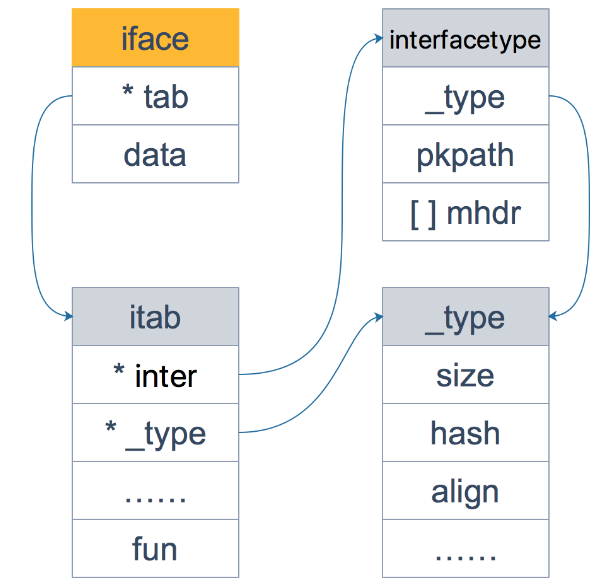 iface
* tab
data
interfacetype
_type
pkpath
[ ] mhdr
itab
* inter
* _type
......
fun
_type
size
hash
align
......